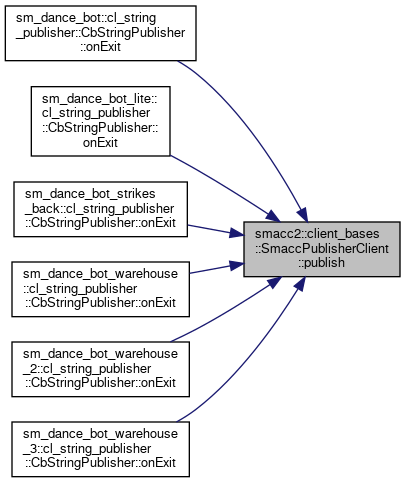 sm_dance_bot::cl_string
_publisher::CbStringPublisher
::onExit
sm_dance_bot_lite::
cl_string_publisher
::CbStringPublisher::
onExit
sm_dance_bot_strikes
_back::cl_string_publisher
::CbStringPublisher::onExit
smacc2::client_bases
::SmaccPublisherClient
::publish
sm_dance_bot_warehouse
::cl_string_publisher
::CbStringPublisher::onExit
sm_dance_bot_warehouse
_2::cl_string_publisher
::CbStringPublisher::onExit
sm_dance_bot_warehouse
_3::cl_string_publisher
::CbStringPublisher::onExit